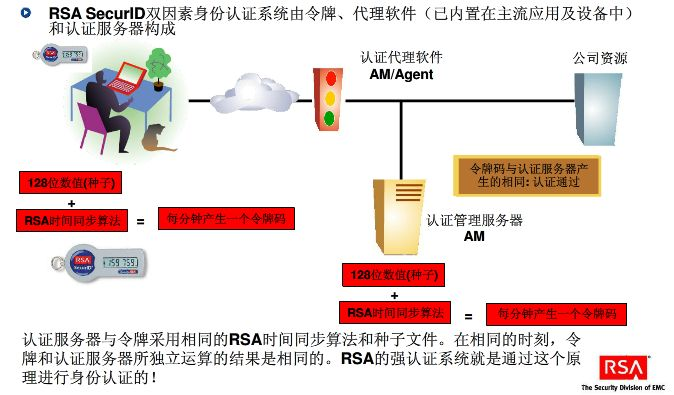 RSA SecurID双因素身份认证系统由令牌、代理软件（已内置在主流应用及设备中）
和认证服务器构成
认证代理软件
AM/Agent
公司资源
令牌码与认证服务器产
生的相同: 认证通过
128位数值(种子)
+
RSA时间同步算法
=
每分钟产生一个令牌码
认证管理服务器
AM
RSA
SecurID
159 759
128位数值(种子)
+
RSA时间同步算法
=
每分钟产生一个令牌码
认证服务器与令牌采用相同的RSA时间同步算法和种子文件。在相同的时刻，令
牌和认证服务器所独立运算的结果是相同的。RSA的强认证系统就是通过这个原
理进行身份认证的！
RSA
The Security Division of EMC